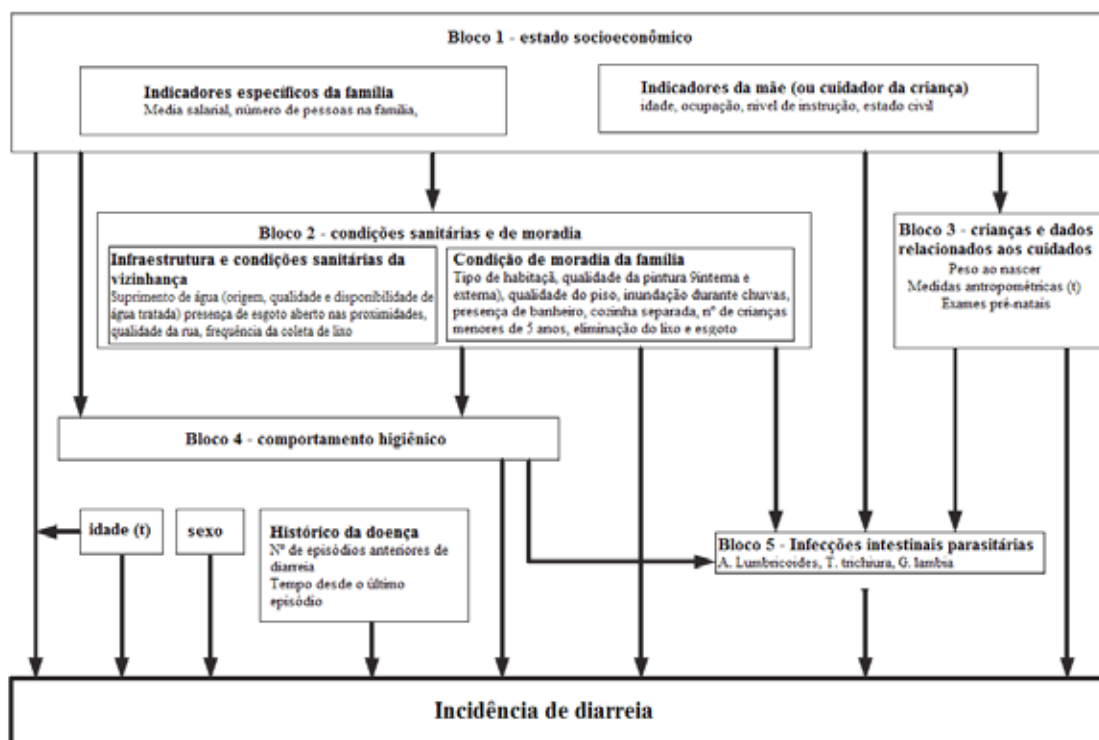 Bloco 1 - estado socioeconômico
Indicadores específicos da família
Media salarial, número de pessoas na família,
Indicadores da mãe (ou cuidador da criança)
idade, ocupação, nivel de instrução, estado civil
Bloco 2 - condições sanitárias e de moradia
Infraestrutura e condições sanitárias da
vizinhança
Suprimento de água (origem, qualidade e disponibilidade de
água tratada) presença de esgoto aberto nas proximidades,
qualidade da rua, frequência da coleta de lixo
Condição de moradia da família
Tipo de habitaçã, qualidade da pintura 9interna e
externa), qualidade do piso, inundação durante chuvas,
presença de banheiro, cozinha separada, nº de crianças
menores de 5 anos, eliminação do lixo e esgoto
Bloco 3 - crianças e dados
relacionados aos cuidados
Peso ao nascer
Medidas antropométricas (t)
Exames pré-natais
Bloco 4 - comportamento higiênico
idade (t)
sexo
Histórico da doença
Nº de episódios anteriores de
diarreia
Tempo desde o último
episódio
Bloco 5 - Infecções intestinais parasitárias
A. Lumbricoides, T. trichiura, G. lambia
Incidência de diarreia